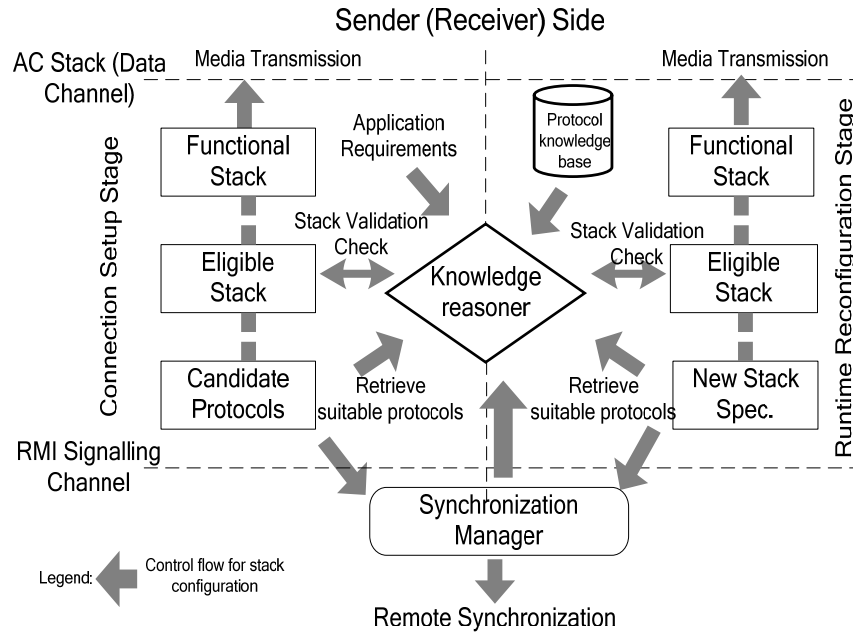 Sender (Receiver) Side
AC Stack (Data
Channel)
Media Transmission
Media Transmission
Connection Setup Stage
Functional
Stack
Application
Requirements
Protocol
knowledge
base
Functional
Stack
Runtime Reconfiguration Stage
Stack Validation
Check
Stack Validation
Check
Eligible
Stack
Knowledge
reasoner
Eligible
Stack
Candidate
Protocols
Retrieve
suitable protocols
Retrieve
suitable protocols
New Stack
Spec.
RMI Signalling
Channel
Synchronization
Manager
Legend:
Control flow for stack
configuration
Remote Synchronization